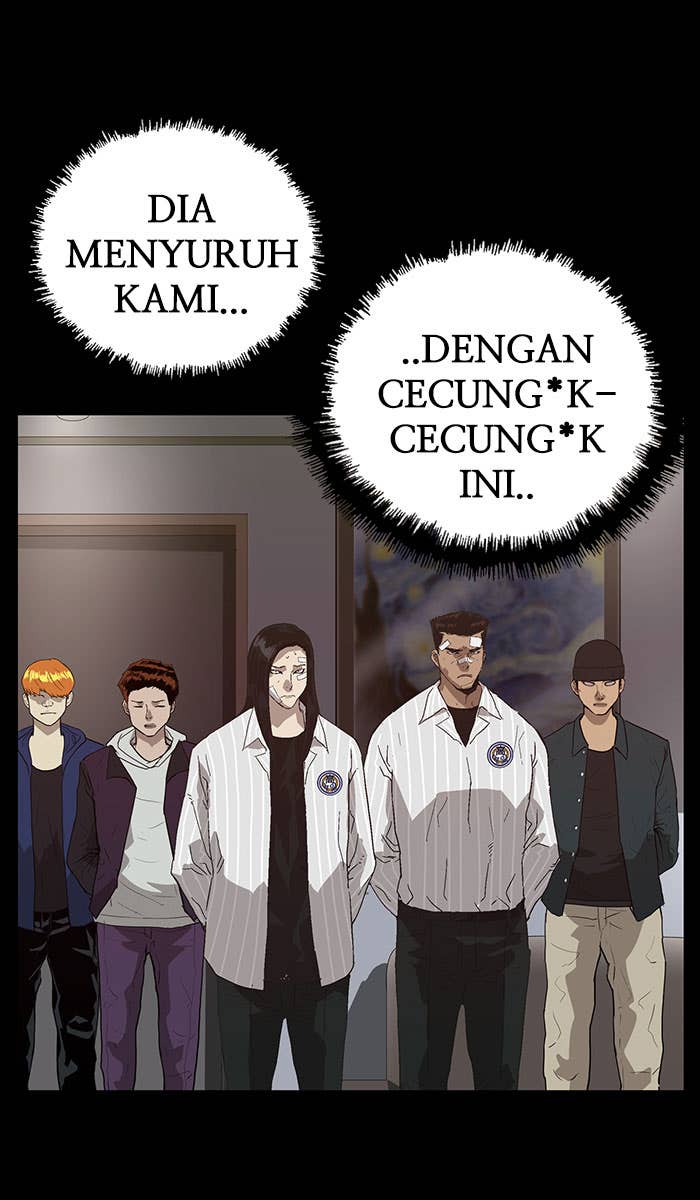 DIA
MENYURUH
KAMI...
..DENGAN
CECUNG*K-
CECUNG*K
INI..